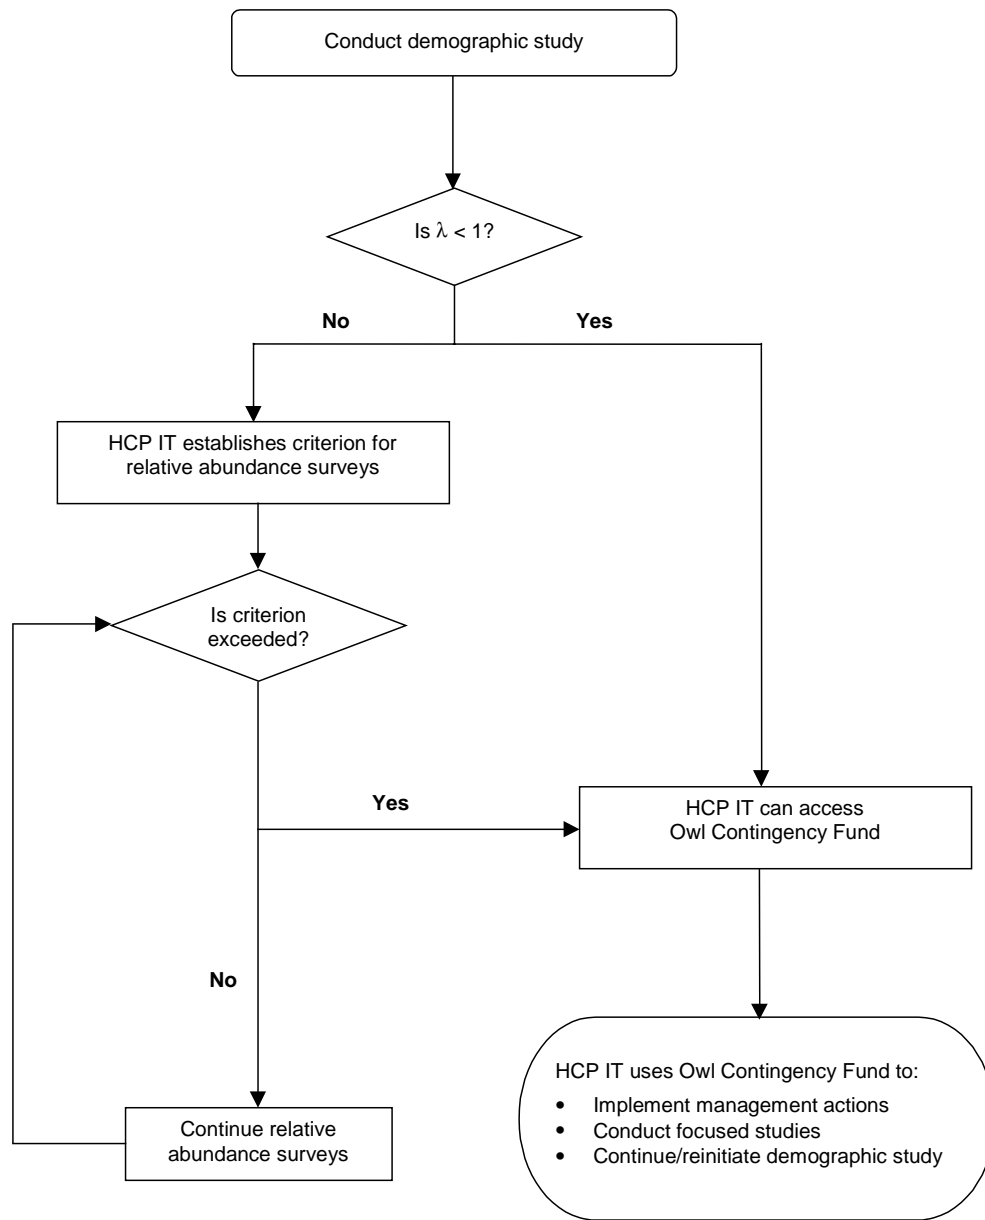 Conduct demographic study
Is λ < 1?
No
Yes
HCP IT establishes criterion for
relative abundance surveys
Is criterion
exceeded?
Yes
HCP IT can access
Owl Contingency Fund
No
HCP IT uses Owl Contingency Fund to:
• Implement management actions
• Conduct focused studies
• Continue/reinitiate demographic study
Continue relative
abundance surveys